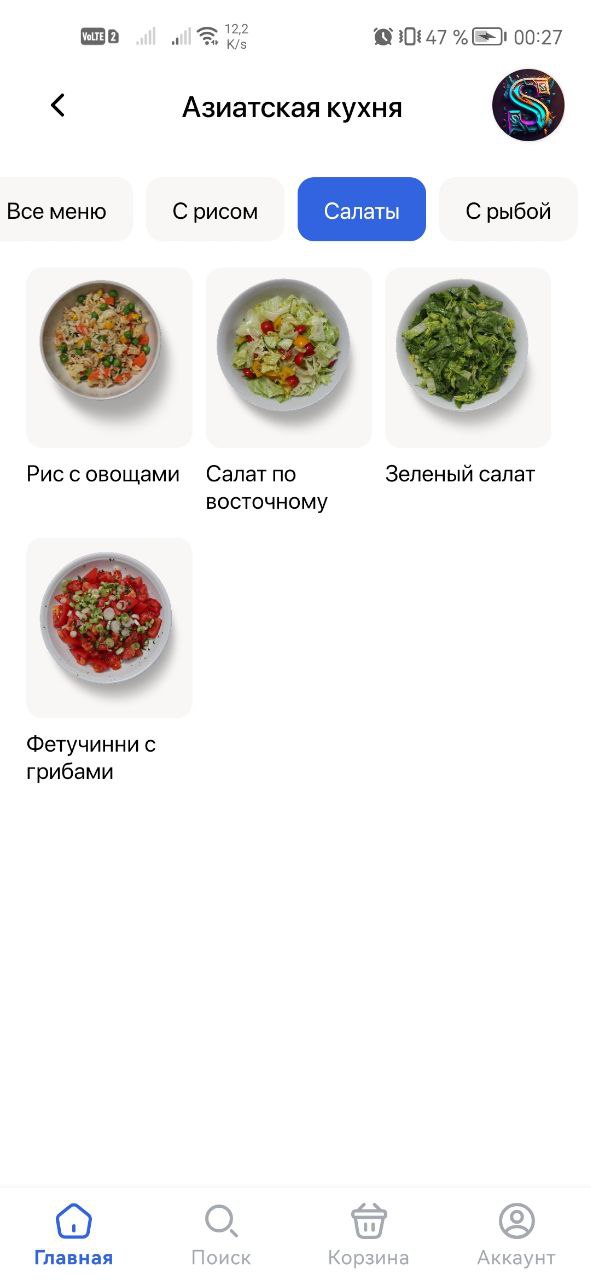 VoLTE 2 12,2 K/s 47 % 00:27
Азиатская кухня
Все меню С рисом Салаты С рыбой
Рис с овощами
Салат по
восточному
Зеленый салат
Фетучинни с
грибами
Главная Поиск Корзина Аккаунт